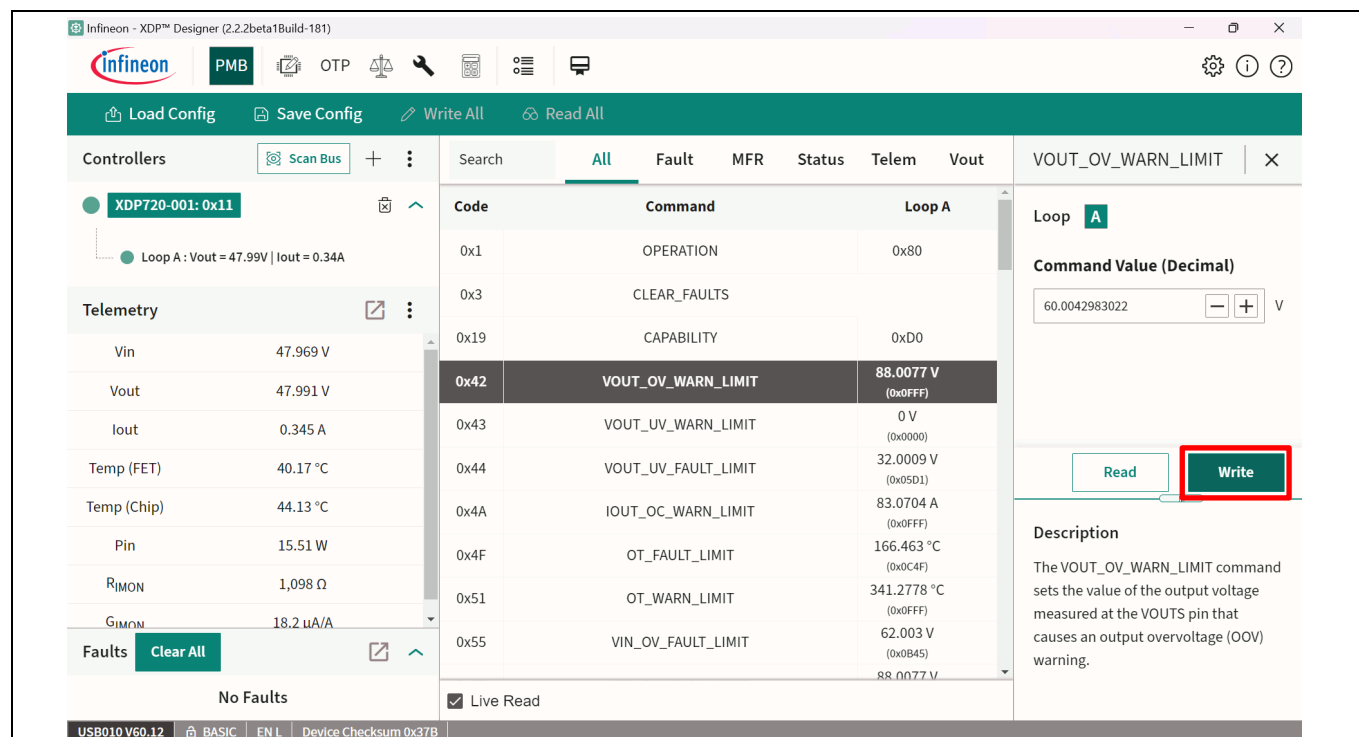 Infineon - XDP™ Designer (2.2.2beta1Build-181)
infineon PMB OTP
Load Config Save Config Write All Read All
Controllers Scan Bus
XDP720-001: 0x11
Loop A : Vout = 47.99V | Iout = 0.34A
Telemetry
Vin 47.969 V
Vout 47.991 V
Iout 0.345 A
Temp (FET) 40.17 °C
Temp (Chip) 44.13 °C
Pin 15.51 W
RIMON 1,098 Ω
GIMON 18.2 µA/A
Faults Clear All
No Faults
Search All Fault MFR Status Telem Vout
Code Command Loop A
0x1 OPERATION 0x80
0x3 CLEAR_FAULTS
0x19 CAPABILITY 0xD0
0x42 VOUT_OV_WARN_LIMIT 88.0077 V
(0x0FFF)
0x43 VOUT_UV_WARN_LIMIT 0 V
(0x0000)
0x44 VOUT_UV_FAULT_LIMIT 32.0009 V
(0x05D1)
0x4A IOUT_OC_WARN_LIMIT 83.0704 A
(0x0FFF)
0x4F OT_FAULT_LIMIT 166.463 °C
(0x0C4F)
0x51 OT_WARN_LIMIT 341.2778 °C
(0x0FFF)
0x55 VIN_OV_FAULT_LIMIT 62.003 V
(0x0B45)
88.0077 V
Live Read
VOUT_OV_WARN_LIMIT
Loop A
Command Value (Decimal)
60.0042983022 V
Read Write
Description
The VOUT_OV_WARN_LIMIT command
sets the value of the output voltage
measured at the VOUTS pin that
causes an output overvoltage (OOV)
warning.
USB010 V60.12 BASIC EN L Device Checksum 0x37B